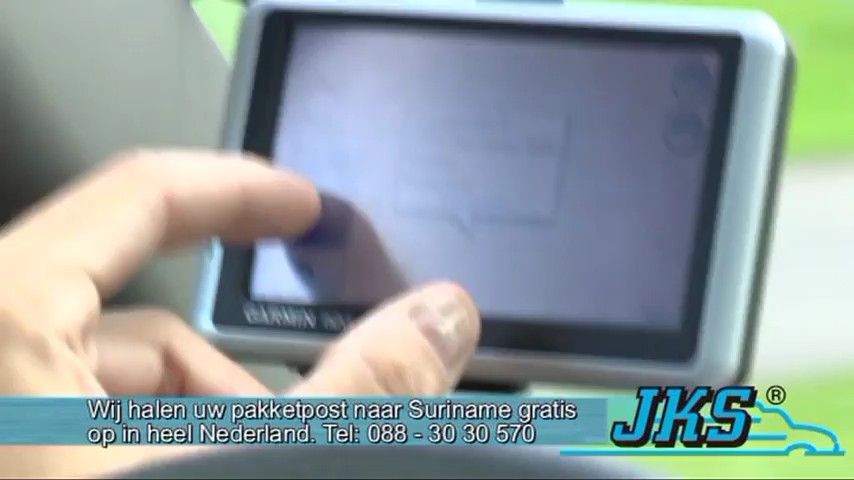 GARMIN
Wij halen uw pakketpost naar Suriname gratis
op in heel Nederland. Tel: 088 - 30 30 570
JKS®